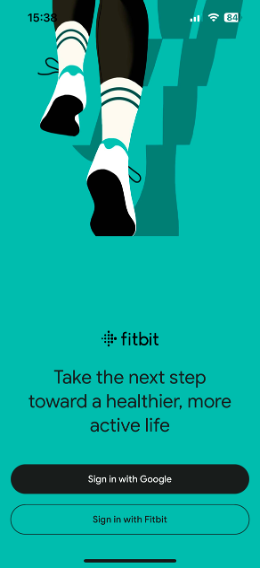 15:38
84
fitbit
Take the next step
toward a healthier, more
active life
Sign in with Google
Sign in with Fitbit